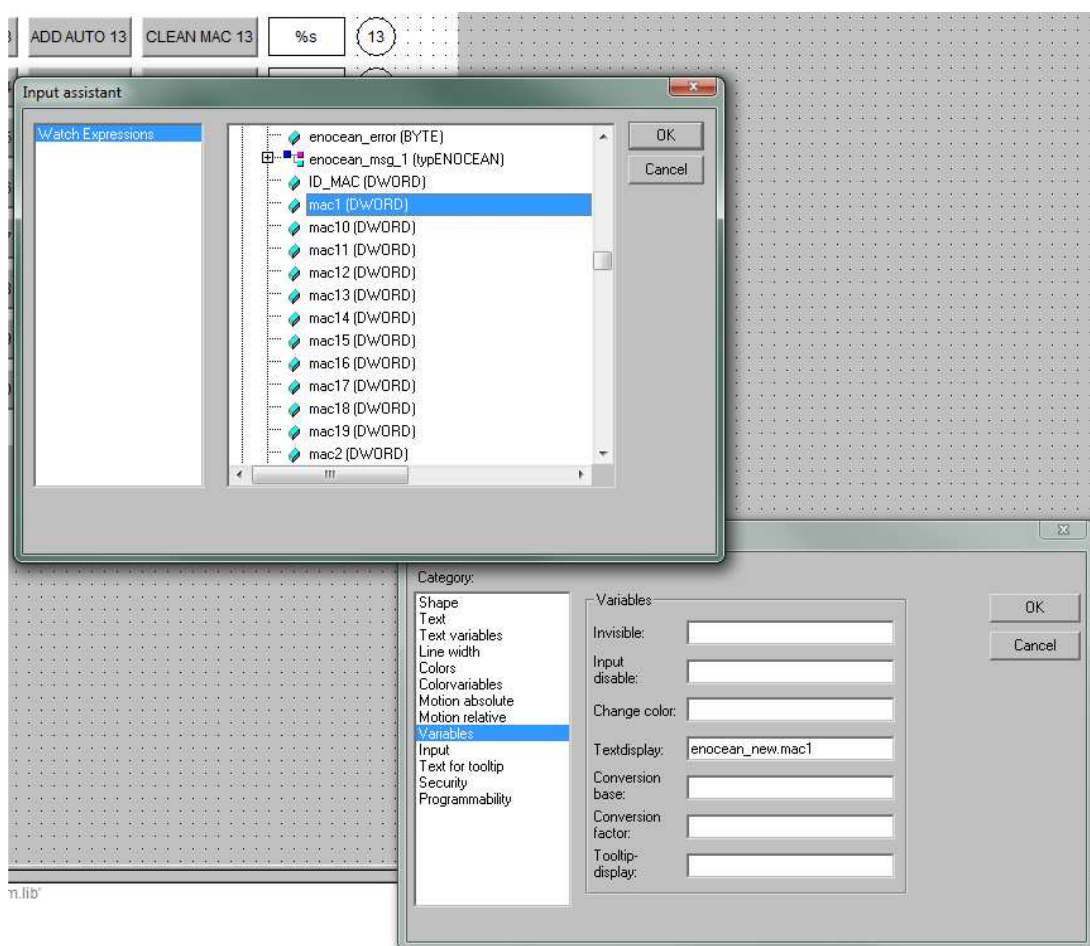 ADD AUTO 13
CLEAN MAC 13
%s
13
Input assistant
Watch Expressions
enocean_error (BYTE)
enocean_msg_1 (typENOCEAN)
ID_MAC (DWORD)
mac1 (DWORD)
mac10 (DWORD)
mac11 (DWORD)
mac12 (DWORD)
mac13 (DWORD)
mac14 (DWORD)
mac15 (DWORD)
mac16 (DWORD)
mac17 (DWORD)
mac18 (DWORD)
mac19 (DWORD)
mac2 (DWORD)
OK
Cancel
Category:
Shape
Text
Text variables
Line width
Colors
Colorvariables
Motion absolute
Motion relative
Variables
Input
Text for tooltip
Security
Programmability
Variables
Invisible:
Input
disable:
Change color:
Textdisplay:
enocean_new.mac1
Conversion
base:
Conversion
factor:
Tooltip-
display:
OK
Cancel
m.lib'